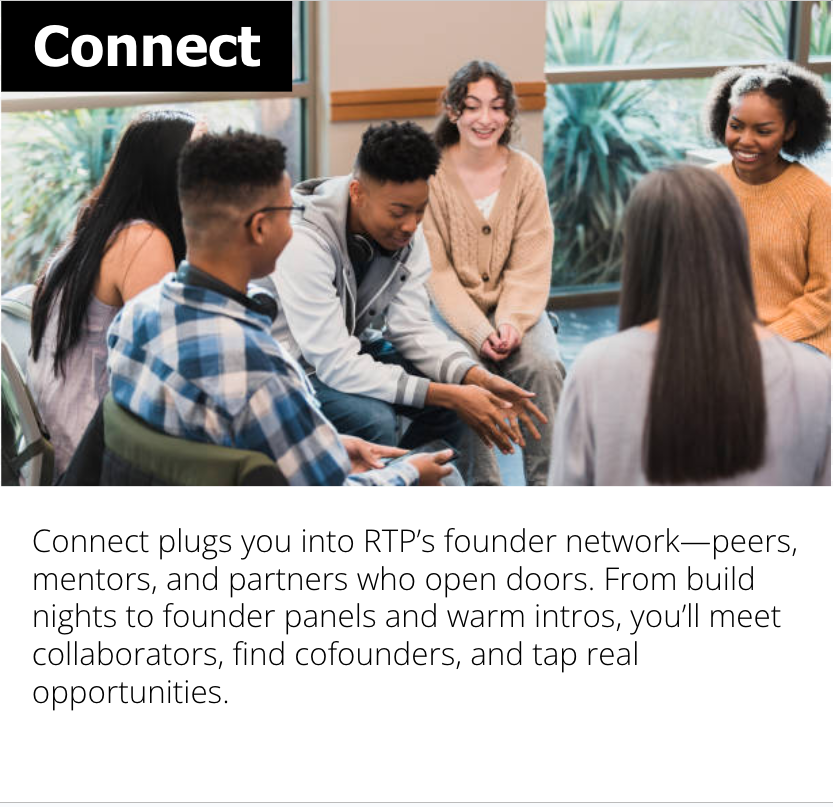 Connect
Connect plugs you into RTP’s founder network—peers,
mentors, and partners who open doors. From build
nights to founder panels and warm intros, you’ll meet
collaborators, find cofounders, and tap real
opportunities.